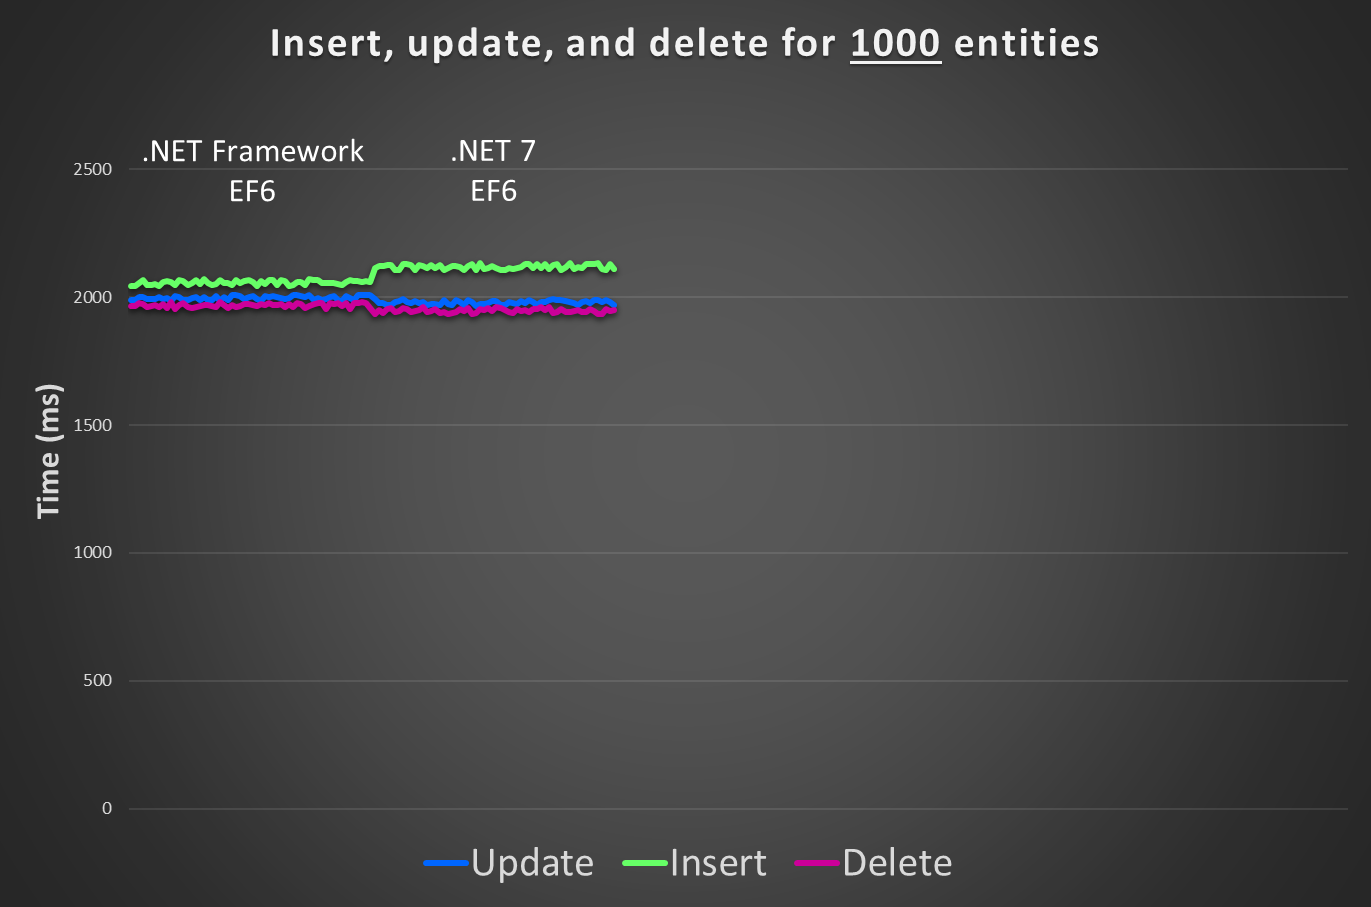 Insert, update, and delete for 1000 entities
.NET Framework
EF6
.NET 7
EF6
2500
2000
1500
1000
500
0
Time (ms)
Update
Insert
Delete